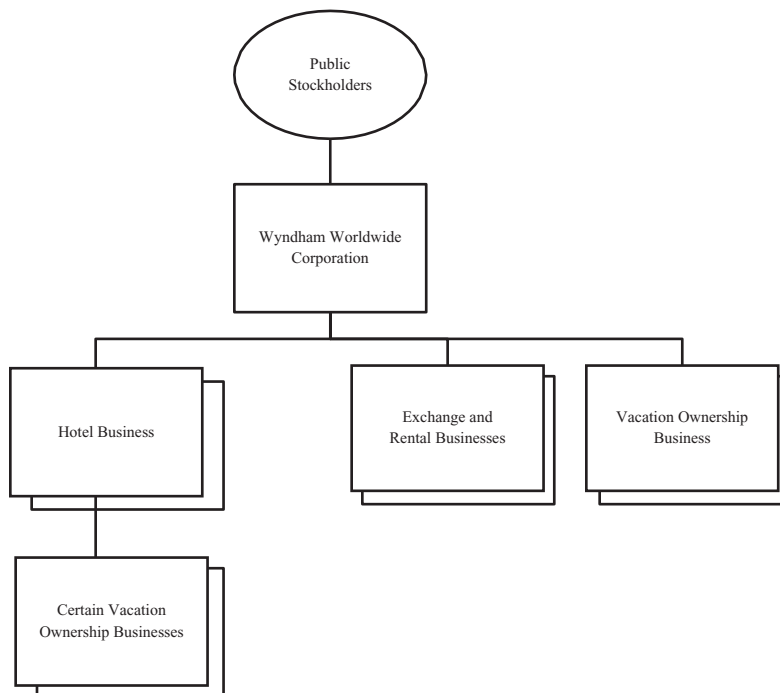 Public
Stockholders
Wyndham Worldwide
Corporation
Hotel Business
Exchange and
Rental Businesses
Vacation Ownership
Business
Certain Vacation
Ownership Businesses